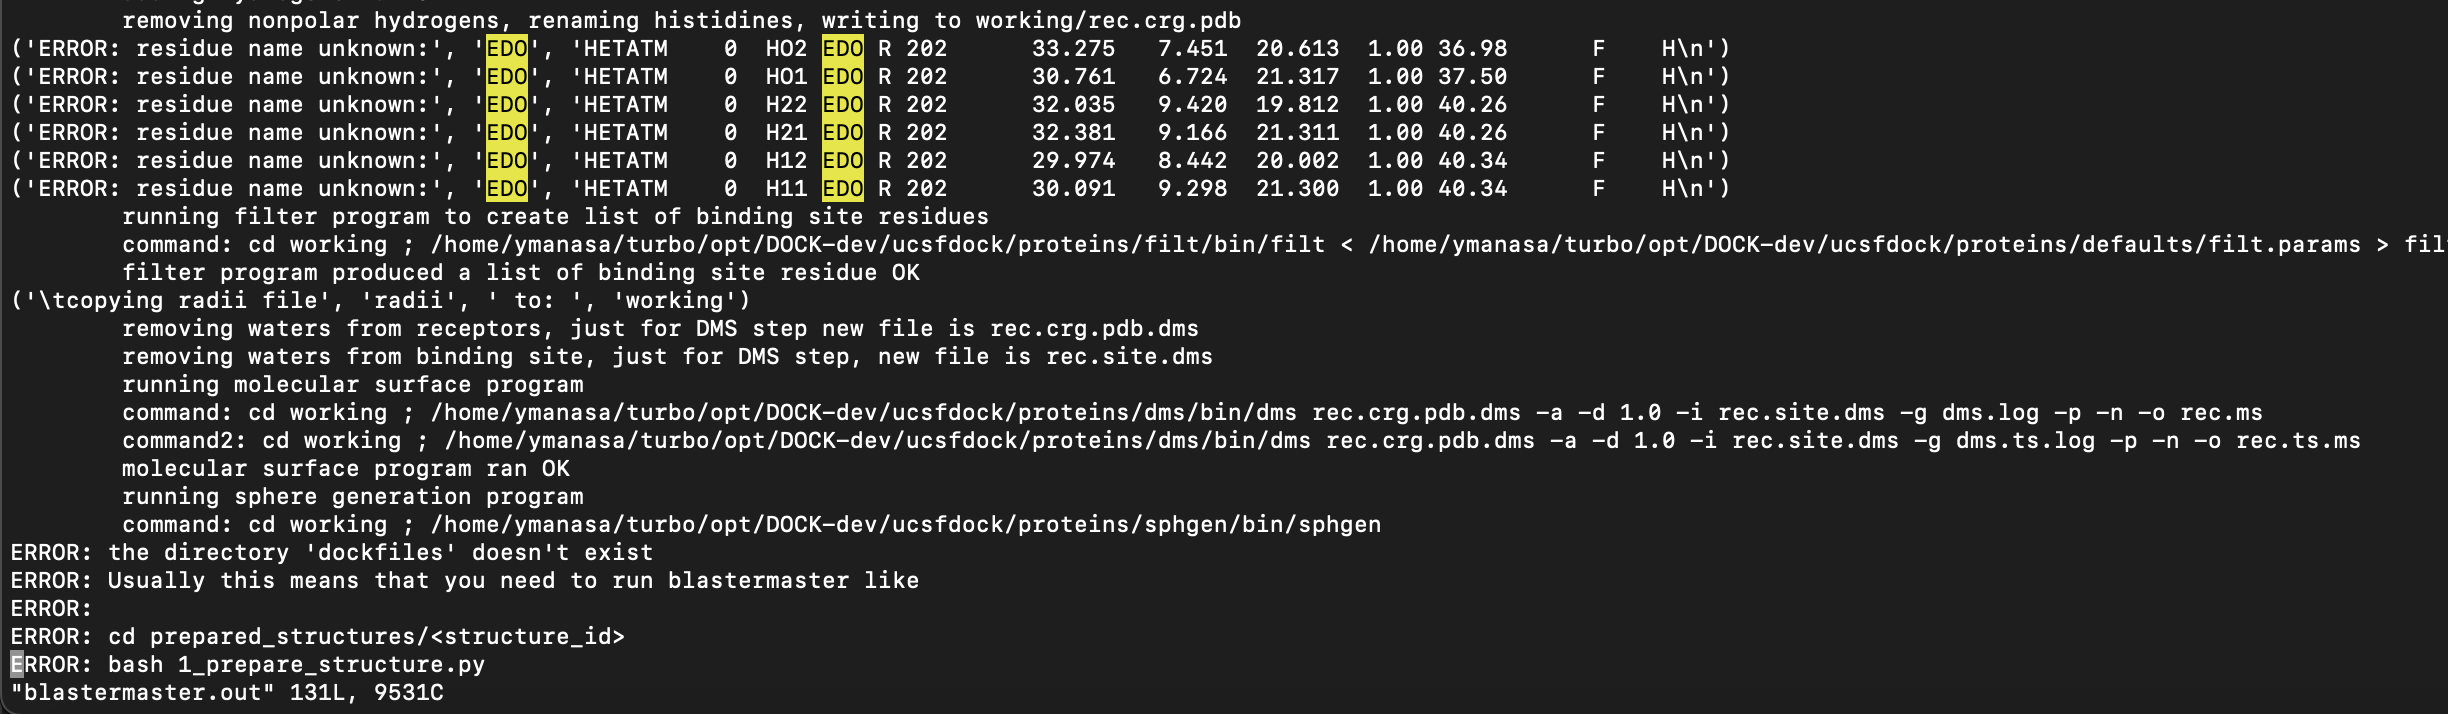 removing nonpolar hydrogens, renaming histidines, writing to working/rec.crg.pdb
('ERROR: residue name unknown:', 'EDO', 'HETATM    0  HO2 EDO R 202      33.275   7.451  20.613  1.00 36.98      F    H\n')
('ERROR: residue name unknown:', 'EDO', 'HETATM    0  HO1 EDO R 202      30.761   6.724  21.317  1.00 37.50      F    H\n')
('ERROR: residue name unknown:', 'EDO', 'HETATM    0  H22 EDO R 202      32.035   9.420  19.812  1.00 40.26      F    H\n')
('ERROR: residue name unknown:', 'EDO', 'HETATM    0  H21 EDO R 202      32.381   9.166  21.311  1.00 40.26      F    H\n')
('ERROR: residue name unknown:', 'EDO', 'HETATM    0  H12 EDO R 202      29.974   8.442  20.002  1.00 40.34      F    H\n')
('ERROR: residue name unknown:', 'EDO', 'HETATM    0  H11 EDO R 202      30.091   9.298  21.300  1.00 40.34      F    H\n')
running filter program to create list of binding site residues
command: cd working ; /home/ymanasa/turbo/opt/DOCK-dev/ucsfdock/proteins/filt/bin/filt < /home/ymanasa/turbo/opt/DOCK-dev/ucsfdock/proteins/defaults/filt.params > fil
filter program produced a list of binding site residue OK
('\tcopying radii file', 'radii', ' to: ', 'working')
removing waters from receptors, just for DMS step new file is rec.crg.pdb.dms
removing waters from binding site, just for DMS step, new file is rec.site.dms
running molecular surface program
command: cd working ; /home/ymanasa/turbo/opt/DOCK-dev/ucsfdock/proteins/dms/bin/dms rec.crg.pdb.dms -a -d 1.0 -i rec.site.dms -g dms.log -p -n -o rec.ms
command2: cd working ; /home/ymanasa/turbo/opt/DOCK-dev/ucsfdock/proteins/dms/bin/dms rec.crg.pdb.dms -a -d 1.0 -i rec.site.dms -g dms.ts.log -p -n -o rec.ts.ms
molecular surface program ran OK
running sphere generation program
command: cd working ; /home/ymanasa/turbo/opt/DOCK-dev/ucsfdock/proteins/sphgen/bin/sphgen
ERROR: the directory 'dockfiles' doesn't exist
ERROR: Usually this means that you need to run blastermaster like
ERROR:
ERROR: cd prepared_structures/<structure_id>
ERROR: bash 1_prepare_structure.py
"blastermaster.out" 131L, 9531C